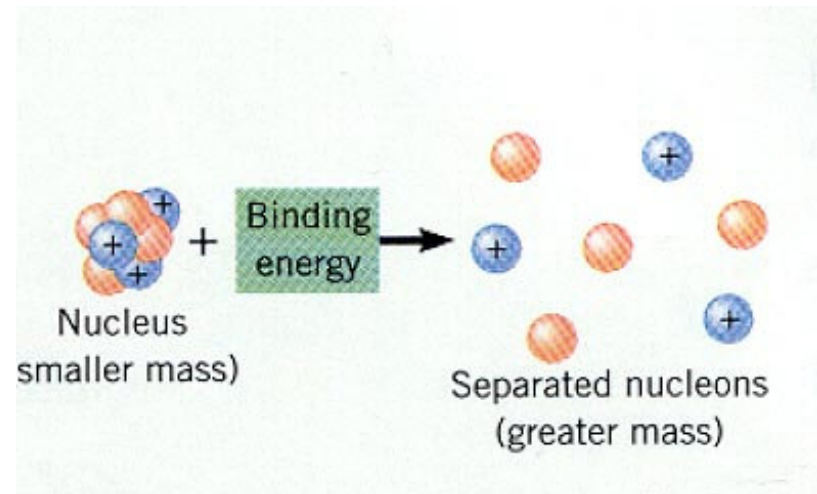 +
+
+
+
Binding
energy
Nucleus
smaller mass)
+
+
+
Separated nucleons
(greater mass)